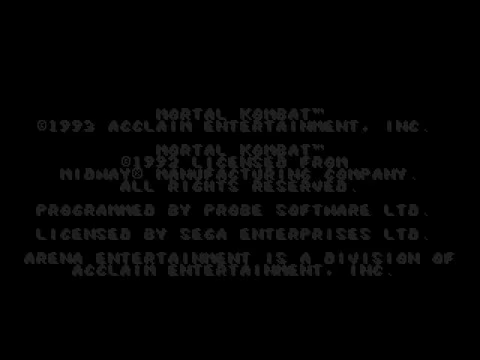 MORTAL KOMBAT™
©1993 ACCLAIM ENTERTAINMENT, INC.
MORTAL KOMBAT™
©1992 LICENSED FROM
MIDWAY® MANUFACTURING COMPANY.
ALL RIGHTS RESERVED.
PROGRAMMED BY PROBE SOFTWARE LTD.
LICENSED BY SEGA ENTERPRISES LTD.
ARENA ENTERTAINMENT IS A DIVISION OF
ACCLAIM ENTERTAINMENT, INC.